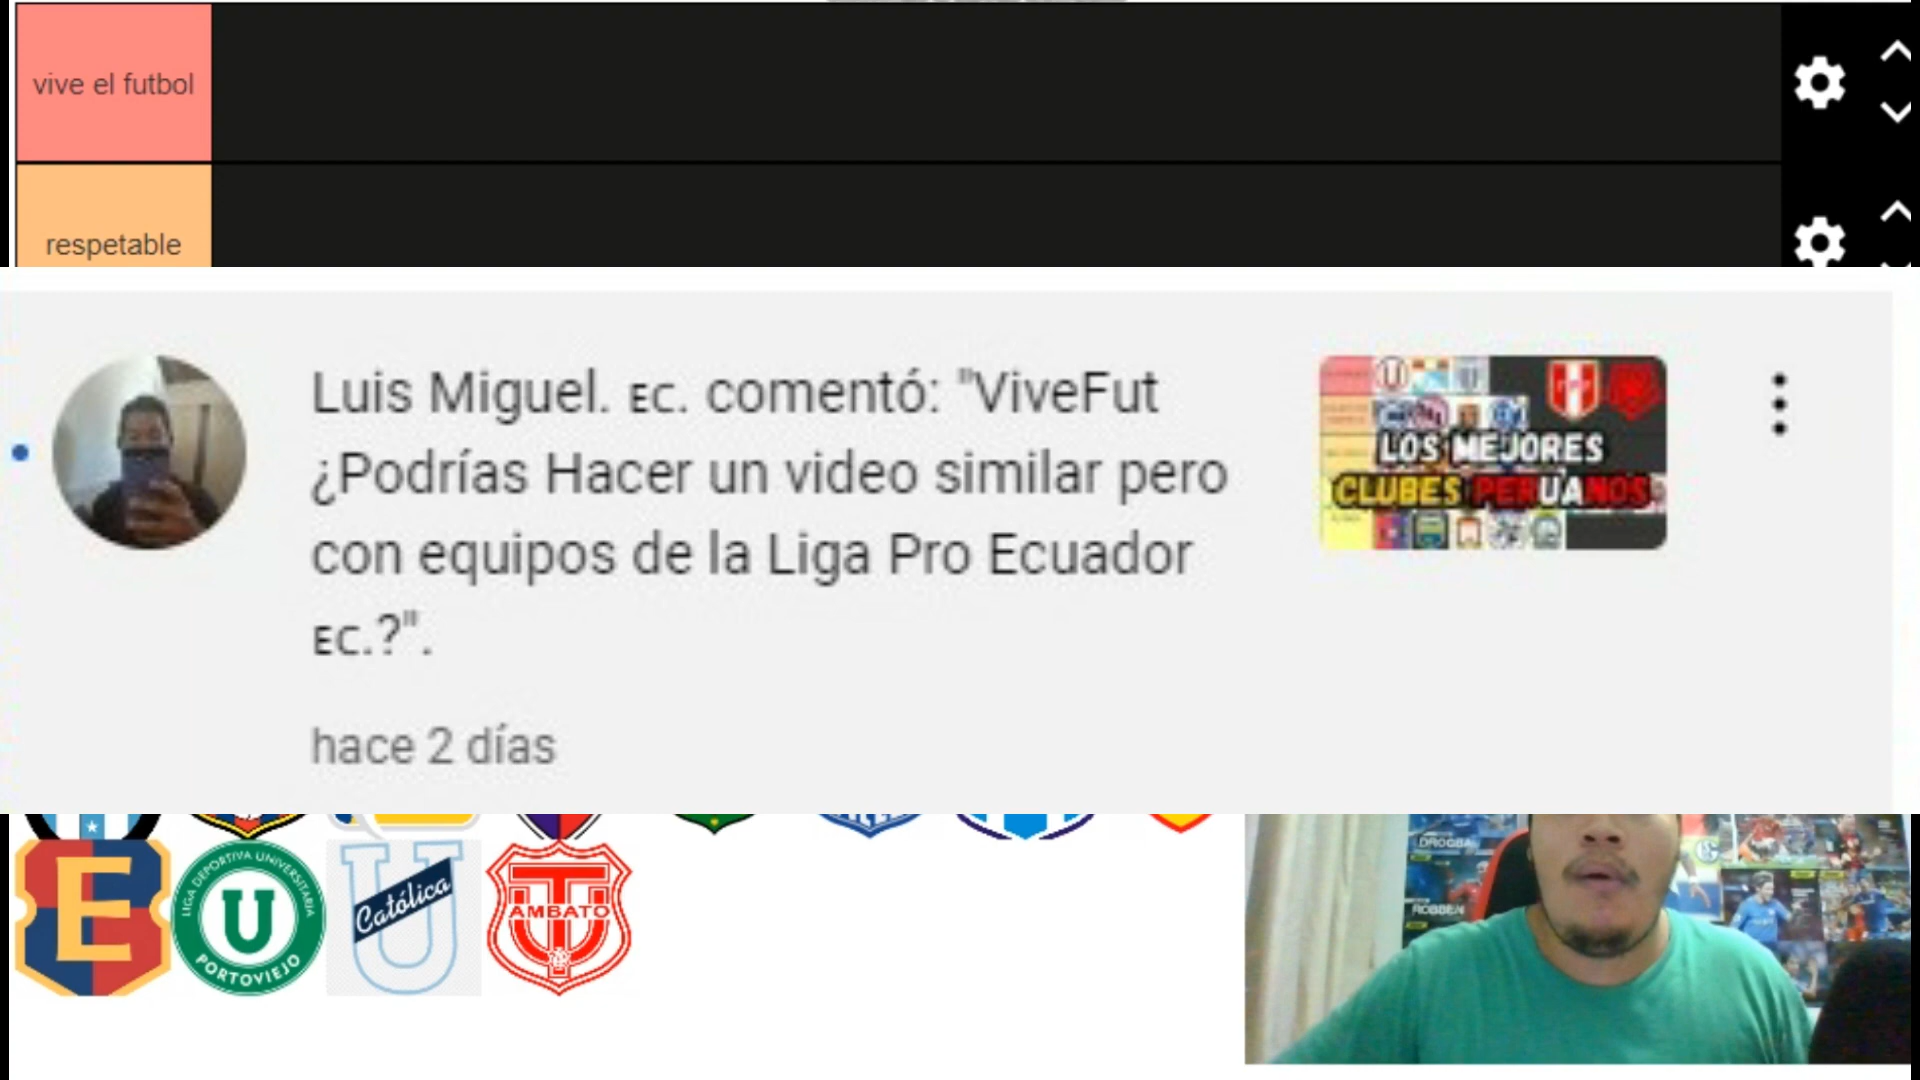 vive el futbol
respetable
Luis Miguel. ᴇᴄ. comentó: "ViveFut
¿Podrías Hacer un video similar pero
con equipos de la Liga Pro Ecuador
ᴇᴄ.?".
hace 2 días
LOS MEJORES
CLUBES PERUANOS
E
LIGA DEPORTIVA UNIVERSITARIA
U
PORTOVIEJO
U
Católica
AMBATO
DROGBA
ROBBEN